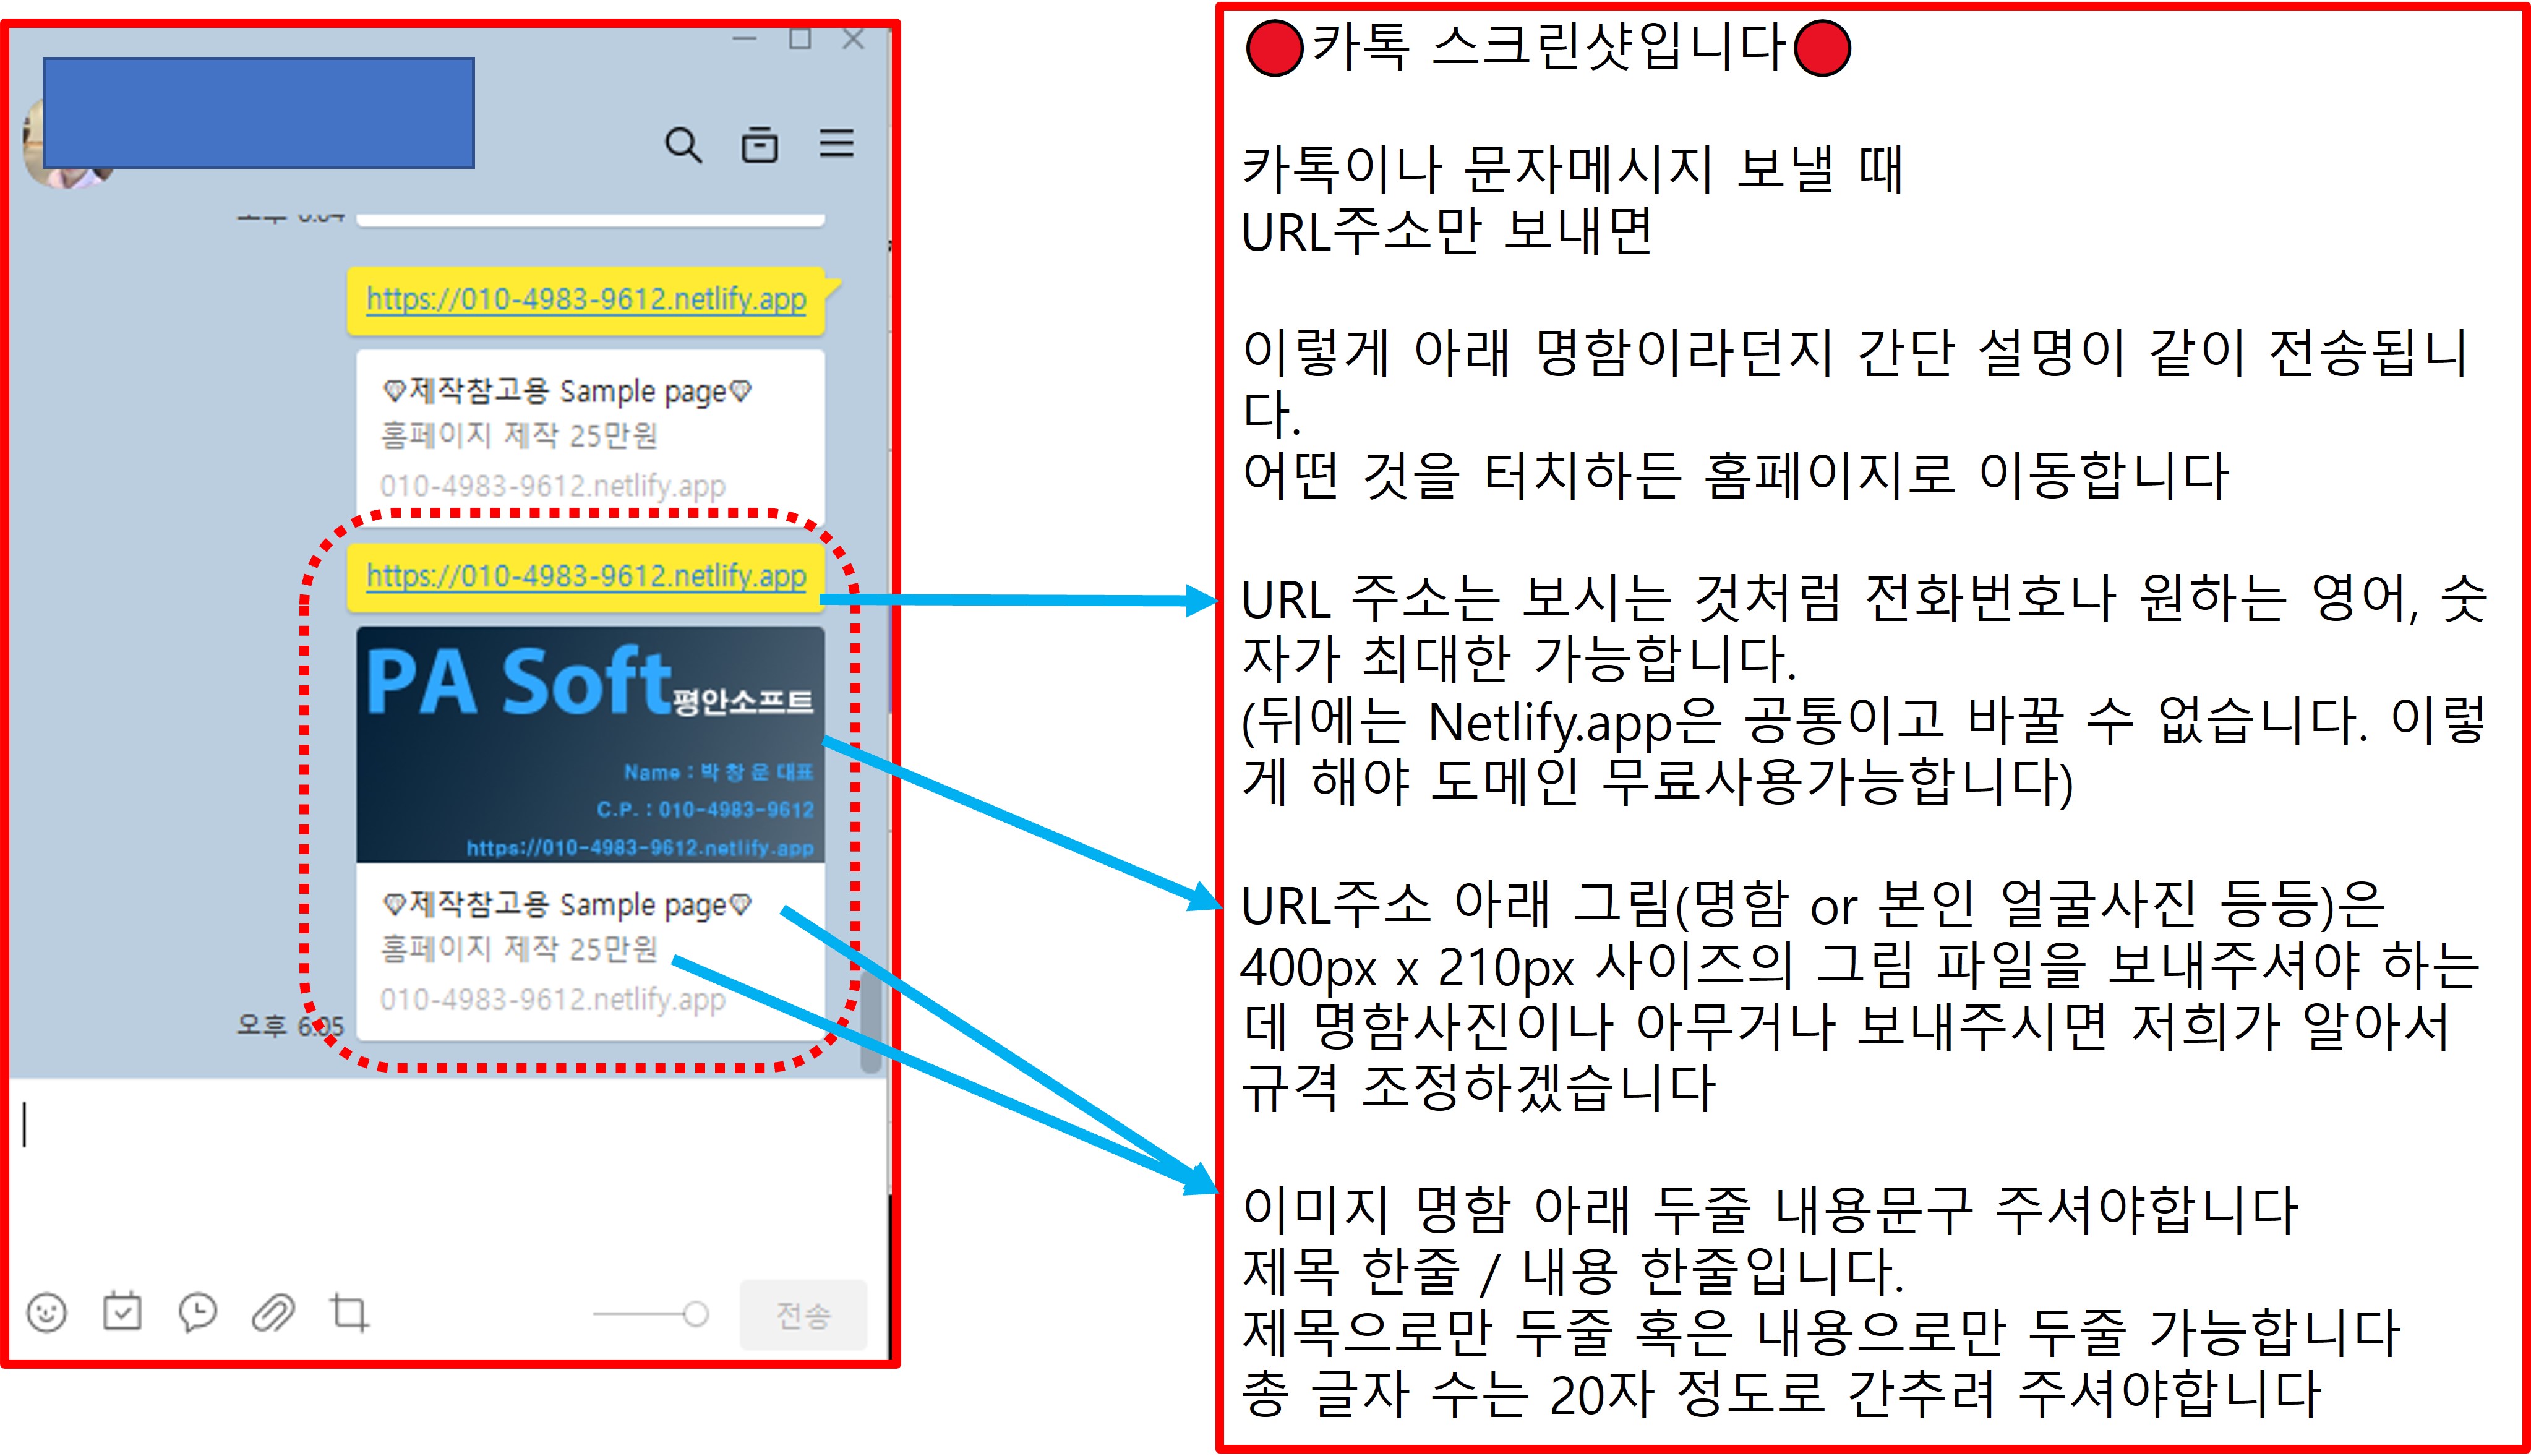 https://010-4983-9612.netlify.app
제작참고용 Sample page
홈페이지 제작 25만원
010-4983-9612.netlify.app
https://010-4983-9612.netlify.app
PA Soft평안소프트
Name : 박 창 운 대표
C.P. : 010-4983-9612
https://010-4983-9612.netlify.app
제작참고용 Sample page
홈페이지 제작 25만원
010-4983-9612.netlify.app
오후 6:05
전송
카톡 스크린샷입니다
카톡이나 문자메시지 보낼 때
URL주소만 보내면
이렇게 아래 명함이라던지 간단 설명이 같이 전송됩니
다.
어떤 것을 터치하든 홈페이지로 이동합니다
URL 주소는 보시는 것처럼 전화번호나 원하는 영어, 숫
자가 최대한 가능합니다.
(뒤에는 Netlify.app은 공통이고 바꿀 수 없습니다. 이렇
게 해야 도메인 무료사용가능합니다)
URL주소 아래 그림(명함 or 본인 얼굴사진 등등)은
400px x 210px 사이즈의 그림 파일을 보내주셔야 하는
데 명함사진이나 아무거나 보내주시면 저희가 알아서
규격 조정하겠습니다
이미지 명함 아래 두줄 내용문구 주셔야합니다
제목 한줄 / 내용 한줄입니다.
제목으로만 두줄 혹은 내용으로만 두줄 가능합니다
총 글자 수는 20자 정도로 간추려 주셔야합니다